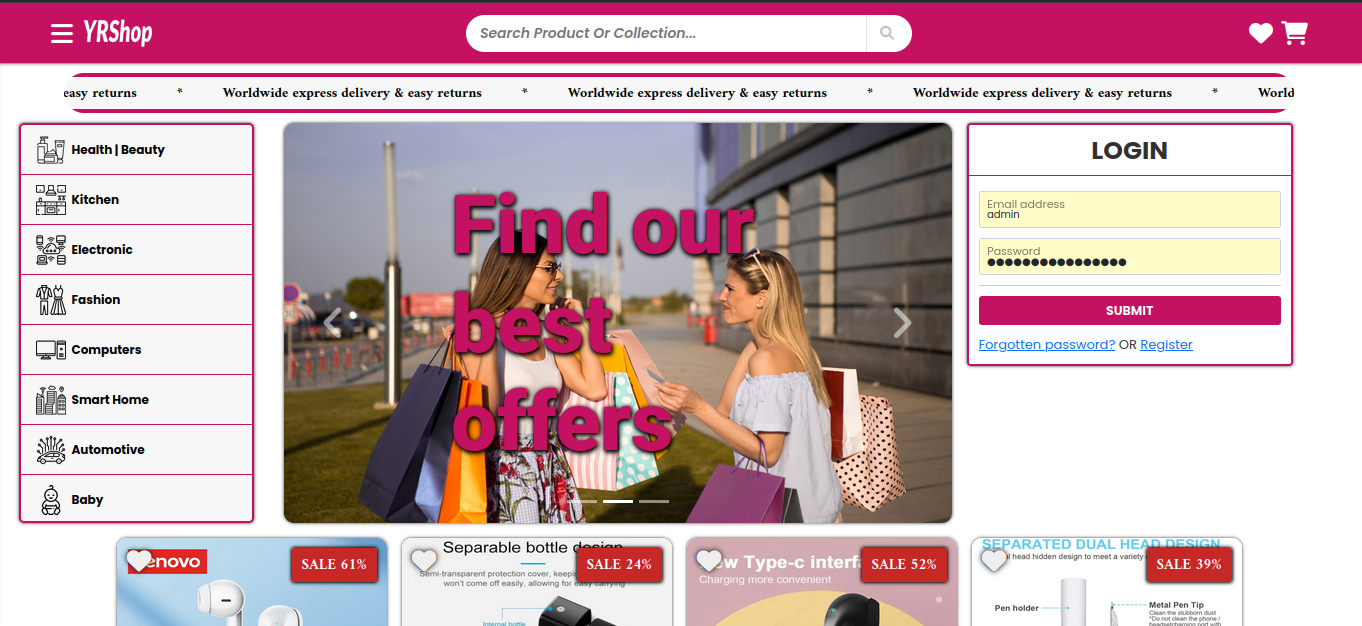 YRShop
Search Product Or Collection...
easy returns * Worldwide express delivery & easy returns * Worldwide express delivery & easy returns * Worldwide express delivery & easy returns * World
Health | Beauty
Kitchen
Electronic
Fashion
Computers
Smart Home
Automotive
Baby
Find our
best
offers
LOGIN
Email address
admin
Password
SUBMIT
Forgotten password? OR Register
enovo
SALE 61%
Separable bottle design
Semi-transparent protection cover, keeping
won't come off easily, allowing for easy carrying
Internal bottle
SALE 24%
New Type-c interfa
Charging more convenient
SALE 52%
SEPARATED DUAL HEAD DESIGN
al head hidden design to meet a variety
SALE 39%
Pen holder
Metal Pen Tip
Clean the stubborn dust
*Do not clean the phone /
headset charging port with